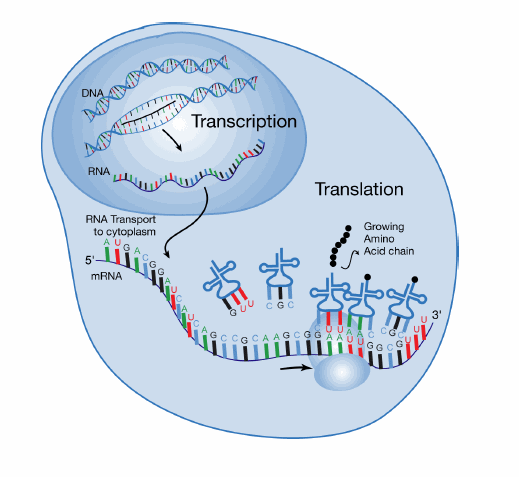 DNA
Transcription
RNA
Translation
RNA Transport
to cytoplasm
Growing
Amino
Acid chain
A U G A C G G A U C A U C A G C C G C A A G C G G
5'
mRNA
G U U
C G C
3'
G G C G U U U